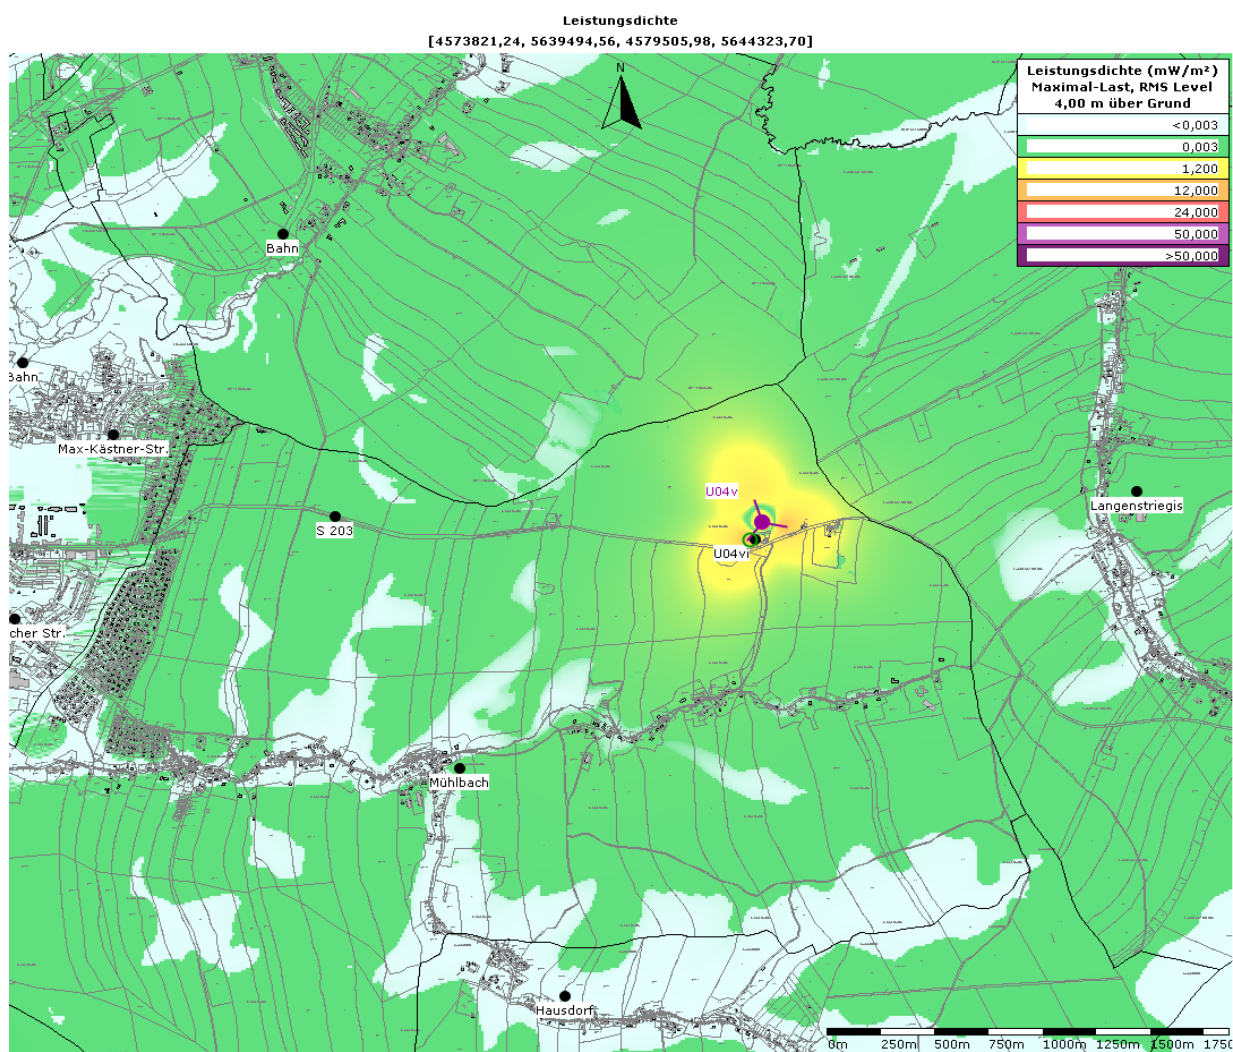 Leistungsdichte
[4573821,24, 5639494,56, 4579505,98, 5644323,70]
N
Leistungsdichte (mW/m²)
Maximal-Last, RMS Level
4,00 m über Grund
<0,003
0,003
1,200
12,000
24,000
50,000
>50,000
Bahn
Bahn
Max-Kästner-Str.
U04v
Langenstriegis
S 203
U04vi
cher Str.
Mühlbach
Hausdorf
0m 250m 500m 750m 1000m 1250m 1500m 1750